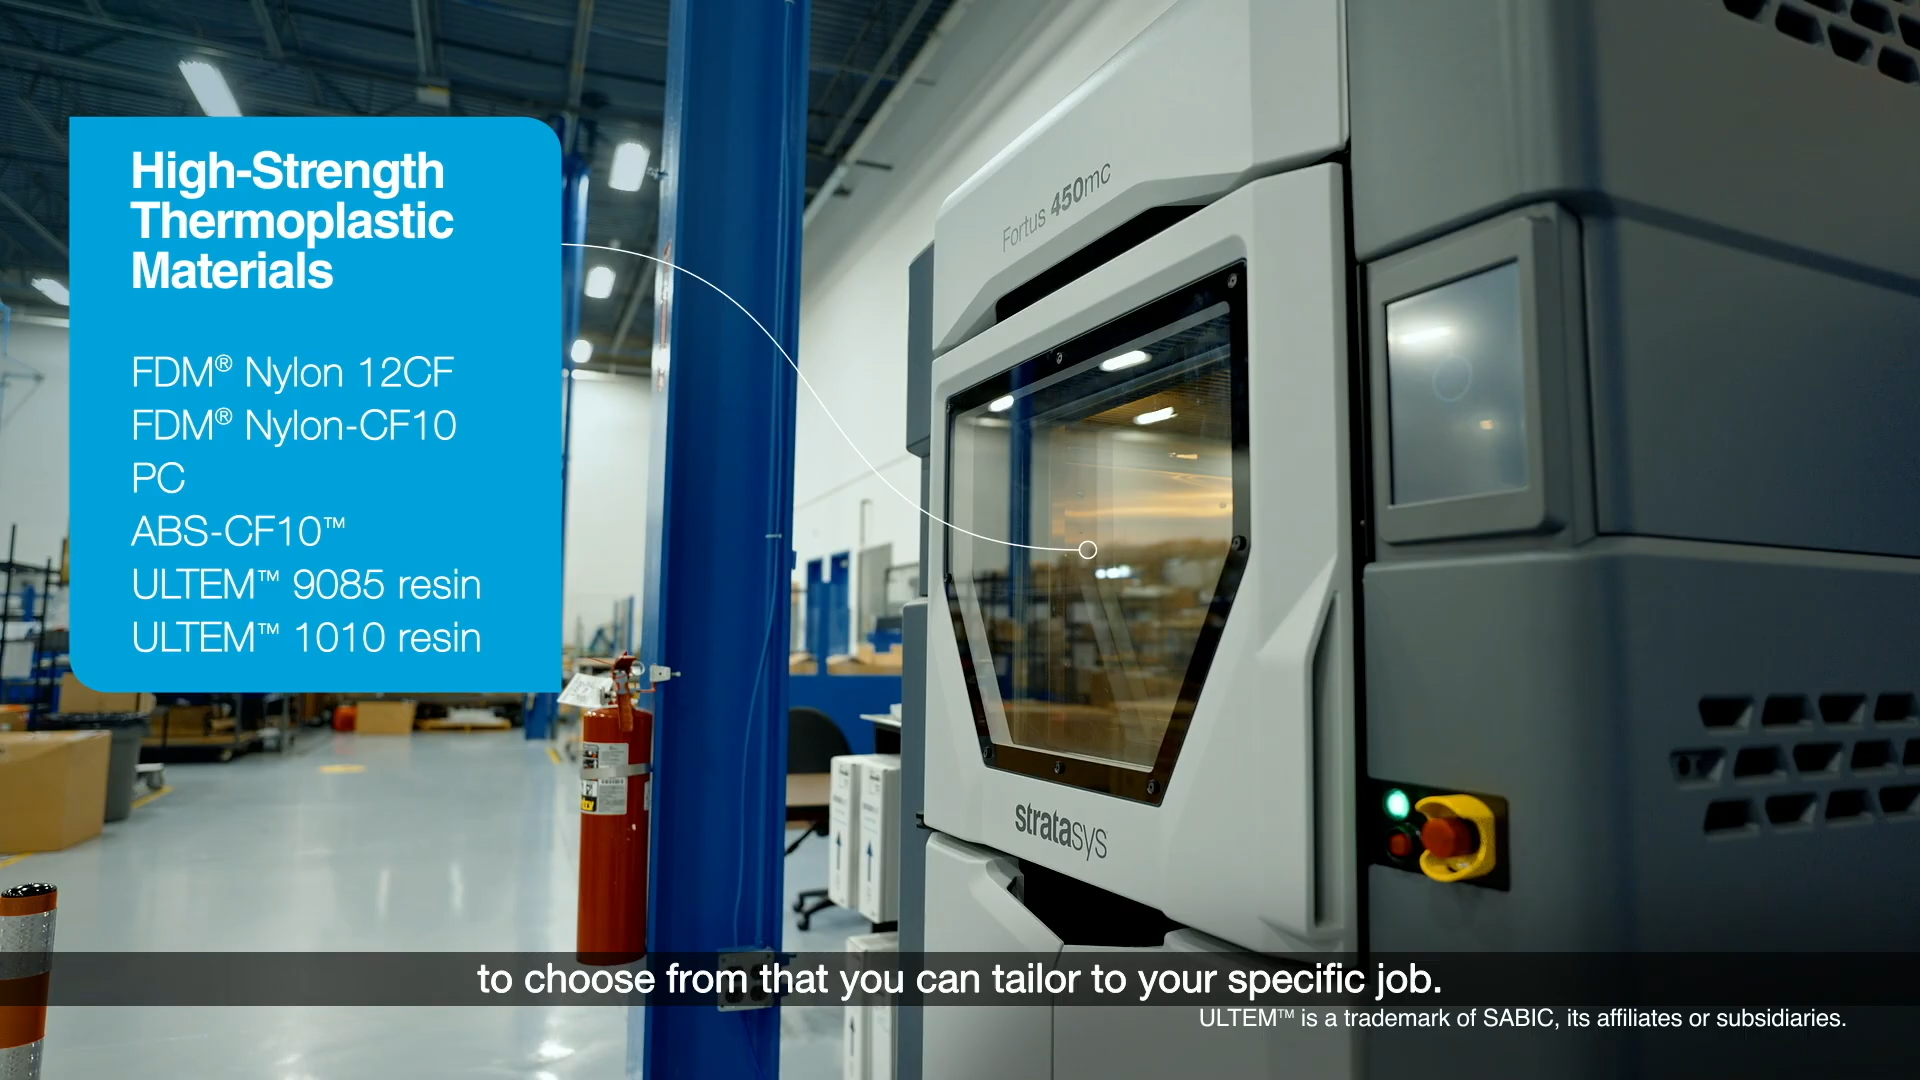 High-Strength
Thermoplastic
Materials
FDM® Nylon 12CF
FDM® Nylon-CF10
PC
ABS-CF10™
ULTEM™ 9085 resin
ULTEM™ 1010 resin
Fortus 450mc
stratasys
to choose from that you can tailor to your specific job.
ULTEM™ is a trademark of SABIC, its affiliates or subsidiaries.